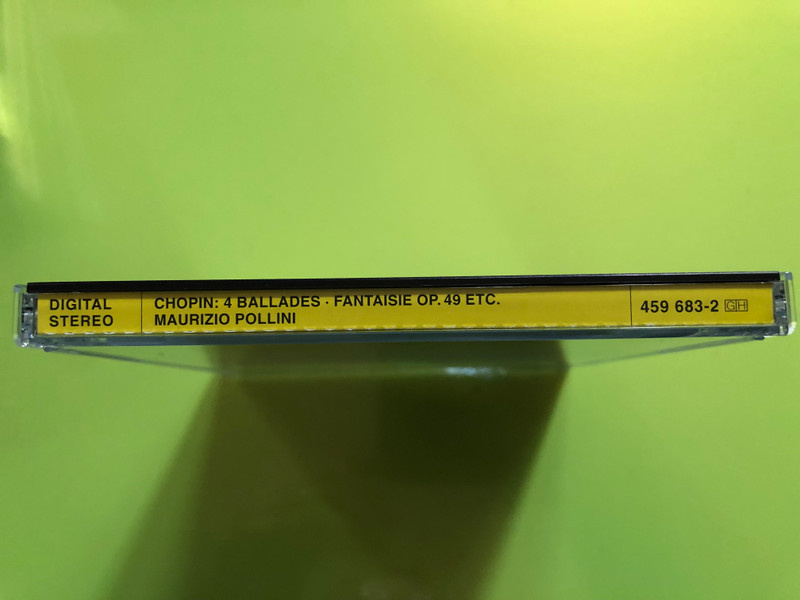 DIGITAL
STEREO
CHOPIN: 4 BALLADES · FANTAISIE OP. 49 ETC.
MAURIZIO POLLINI
459 683-2 GH